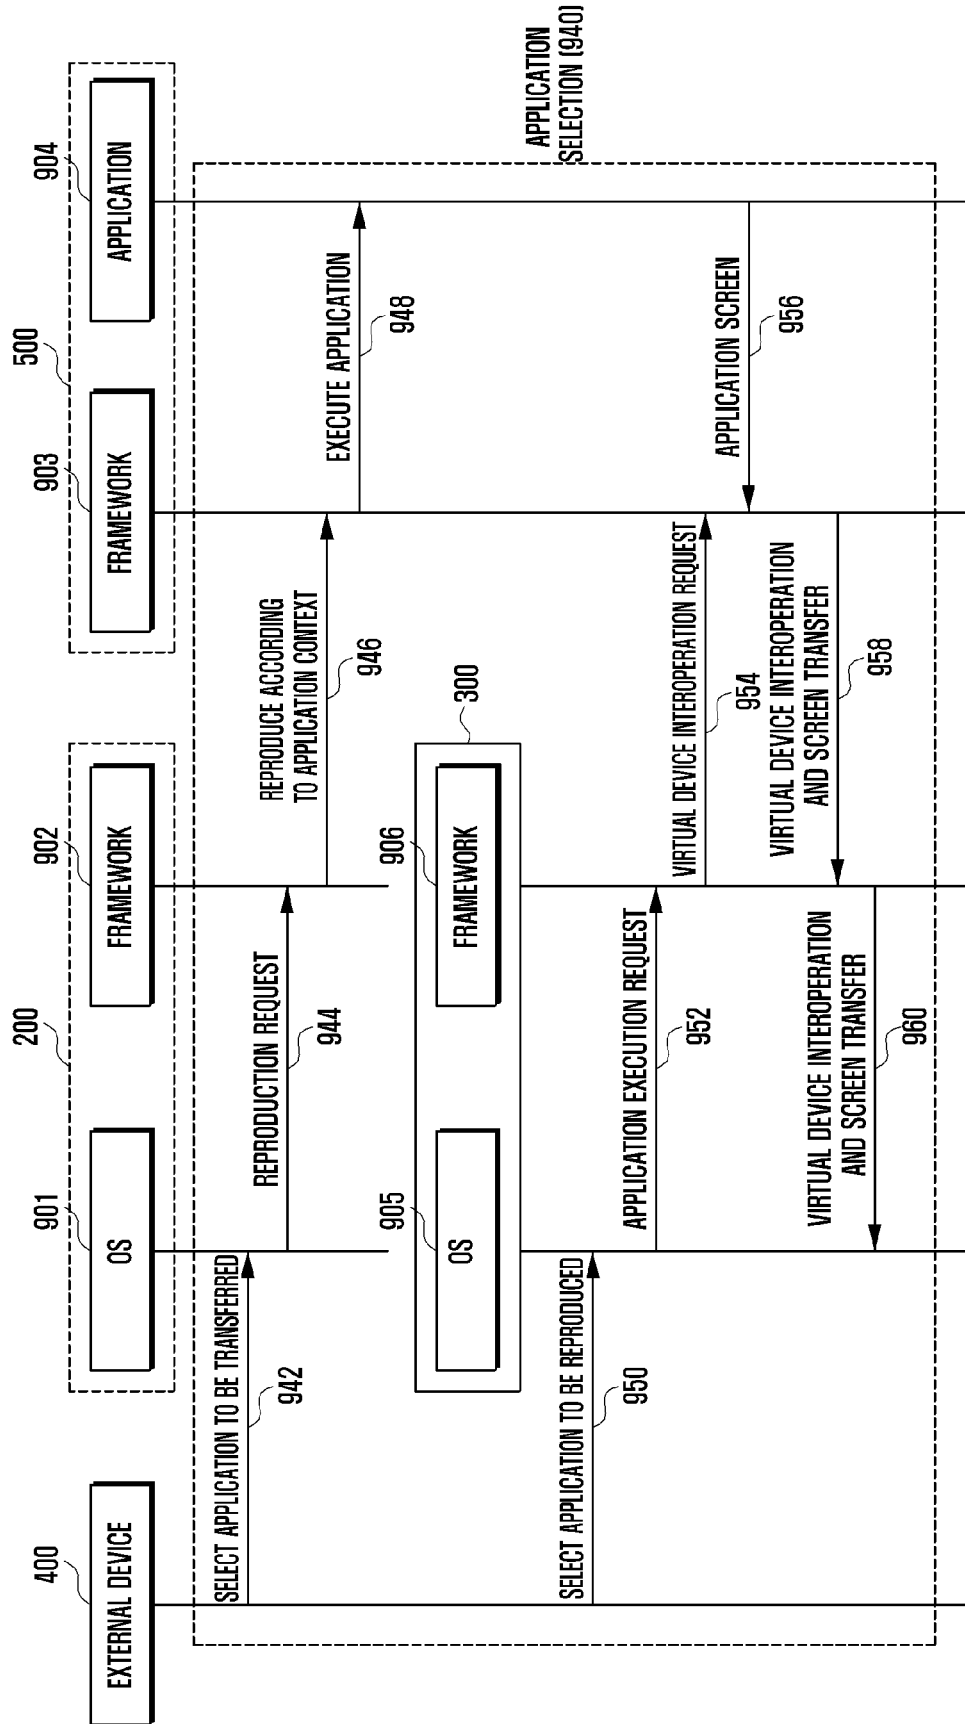 400
EXTERNAL DEVICE
200
901
OS
902
FRAMEWORK
500
903
FRAMEWORK
904
APPLICATION
APPLICATION
SELECTION (940)
SELECT APPLICATION TO BE TRANSFERRED
942
REPRODUCTION REQUEST
944
REPRODUCE ACCORDING
TO APPLICATION CONTEXT
946
EXECUTE APPLICATION
948
300
905
OS
906
FRAMEWORK
SELECT APPLICATION TO BE REPRODUCED
950
APPLICATION EXECUTION REQUEST
952
VIRTUAL DEVICE INTEROPERATION REQUEST
954
APPLICATION SCREEN
956
VIRTUAL DEVICE INTEROPERATION
AND SCREEN TRANSFER
958
VIRTUAL DEVICE INTEROPERATION
AND SCREEN TRANSFER
960